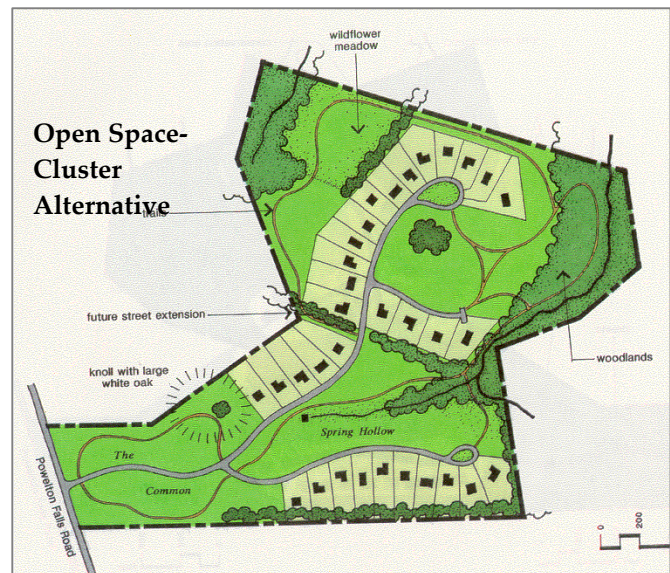 wildflower
meadow
Open Space-
Cluster
Alternative
trails
future street extension
knoll with large
white oak
woodlands
The
Common
Spring Hollow
Powelton Falls Road
0
200